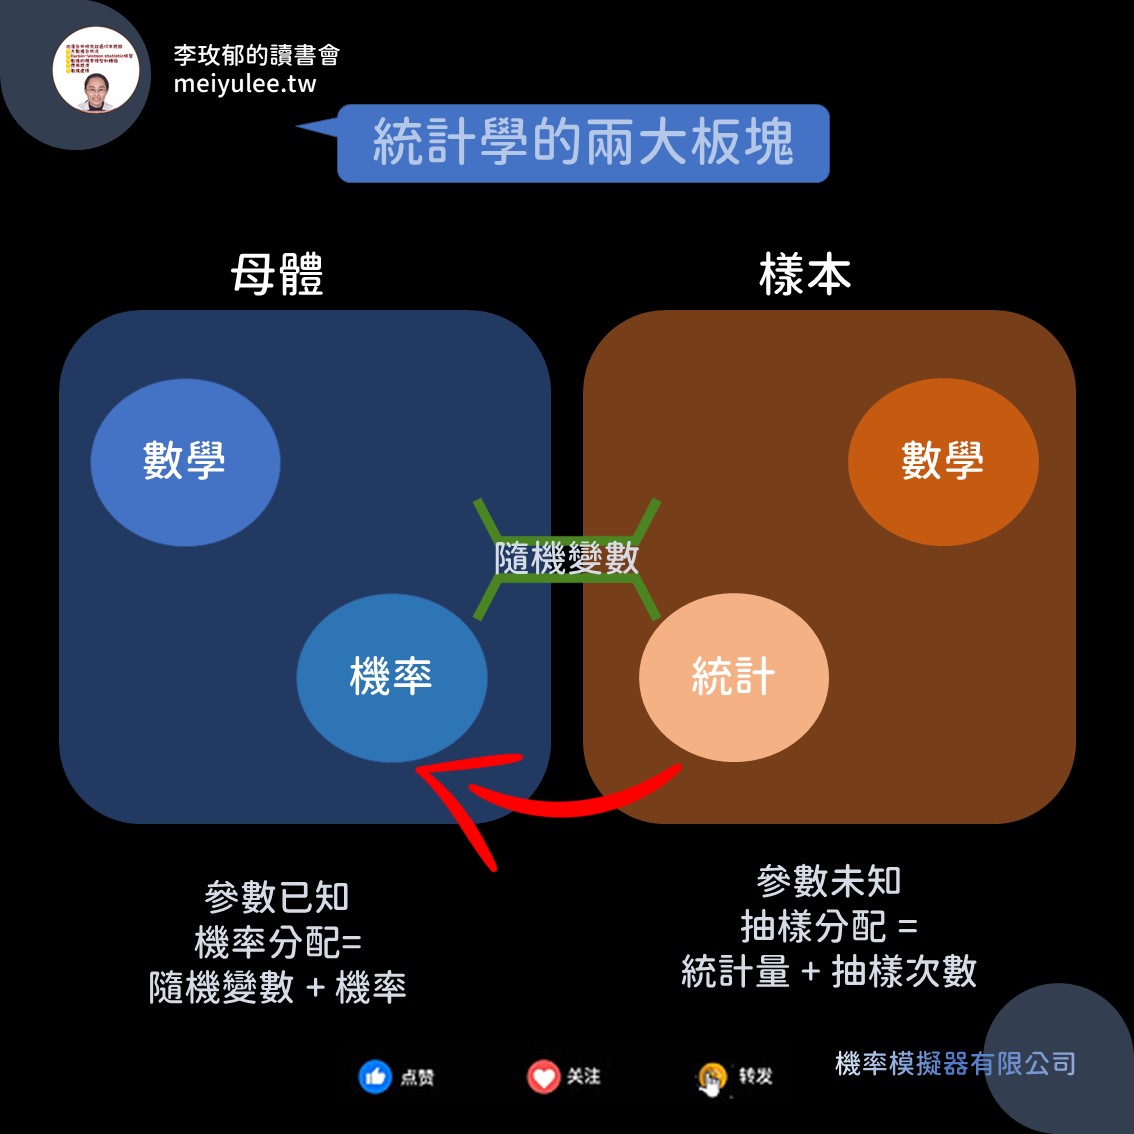 李玫郁的讀書會
meiyulee.tw
統計學的兩大板塊
母體
樣本
數學
數學
隨機變數
機率
統計
參數已知
機率分配=
隨機變數 + 機率
參數未知
抽樣分配 =
統計量 + 抽樣次數
機率模擬器有限公司
点赞
关注
转发